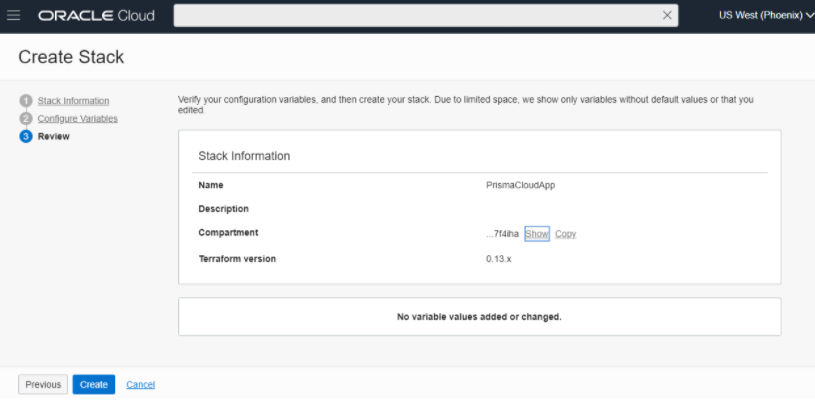 ORACLE Cloud
US West (Phoenix)
Create Stack
1 Stack Information
2 Configure Variables
3 Review
Verify your configuration variables, and then create your stack. Due to limited space, we show only variables without default values or that you
edited.
Stack Information
Name PrismaCloudApp
Description
Compartment ...7f4iha Show Copy
Terraform version 0.13.x
No variable values added or changed.
Previous Create Cancel